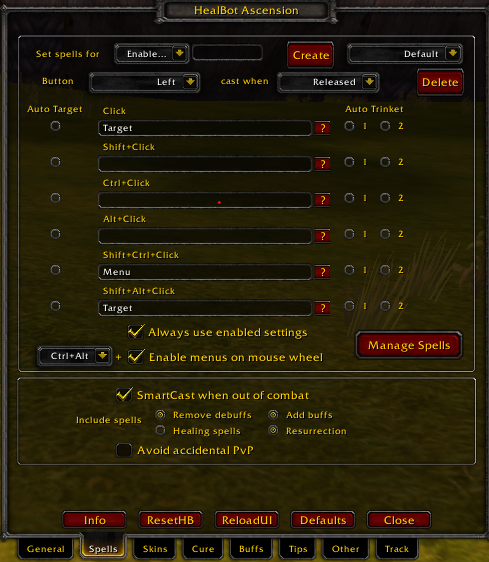 HealBot Ascension
Set spells for Enable... Create Default
Button Left cast when Released Delete
Auto Target Click Auto Trinket
Target ? 1 2
Shift+Click
? 1 2
Ctrl+Click
? 1 2
Alt+Click
? 1 2
Shift+Ctrl+Click
Menu ? 1 2
Shift+Alt+Click
Target ? 1 2
Always use enabled settings
Ctrl+Alt + Enable menus on mouse wheel Manage Spells
SmartCast when out of combat
Include spells Remove debuffs Add buffs
Healing spells Resurrection
Avoid accidental PvP
Info ResetHB ReloadUI Defaults Close
General Spells Skins Cure Buffs Tips Other Track